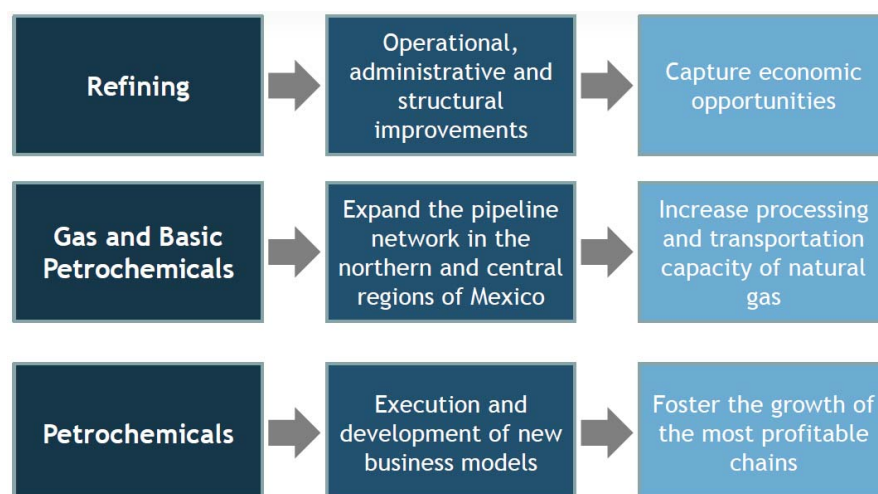 Refining
Operational,
administrative and
structural
improvements
Capture economic
opportunities
Gas and Basic
Petrochemicals
Expand the pipeline
network in the
northern and central
regions of Mexico
Increase processing
and transportation
capacity of natural
gas
Petrochemicals
Execution and
development of new
business models
Foster the growth of
the most profitable
chains